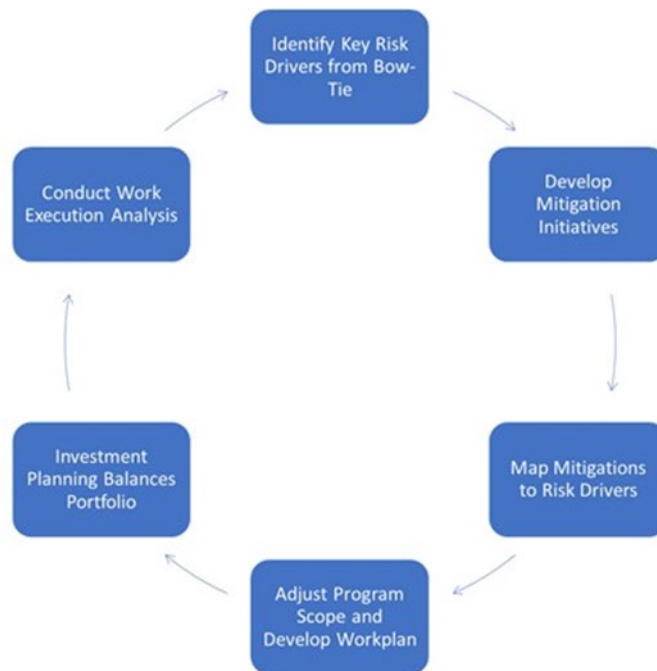 Identify Key Risk
Drivers from Bow-
Tie
Develop
Mitigation
Initiatives
Map Mitigations
to Risk Drivers
Adjust Program
Scope and
Develop Workplan
Investment
Planning Balances
Portfolio
Conduct Work
Execution Analysis